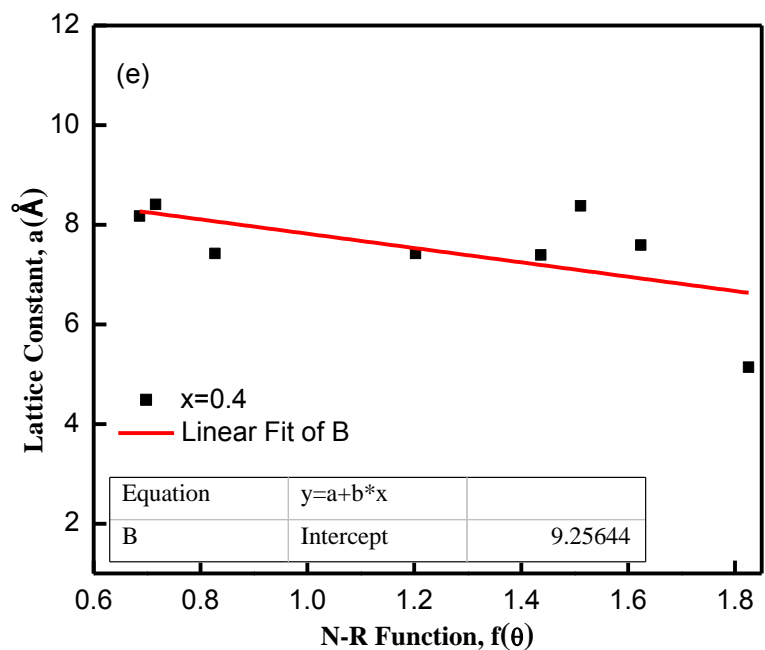 12
(e)
10
8
6
4
2
Lattice Constant, a(Å)
x=0.4
Linear Fit of B
Equation y=a+b*x
B Intercept 9.25644
0.6 0.8 1.0 1.2 1.4 1.6 1.8
N-R Function, f(θ)